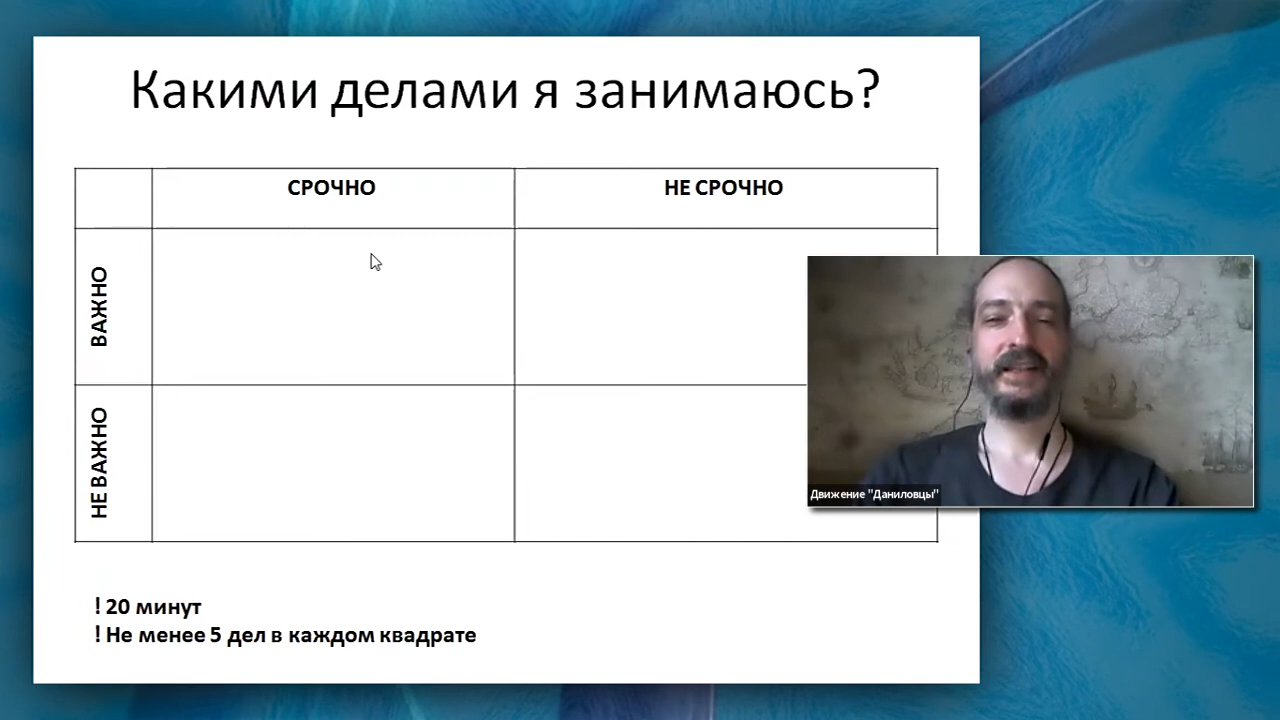 Какими делами я занимаюсь?
СРОЧНО
НЕ СРОЧНО
ВАЖНО
НЕ ВАЖНО
Движение "Даниловцы"
! 20 минут
! Не менее 5 дел в каждом квадрате